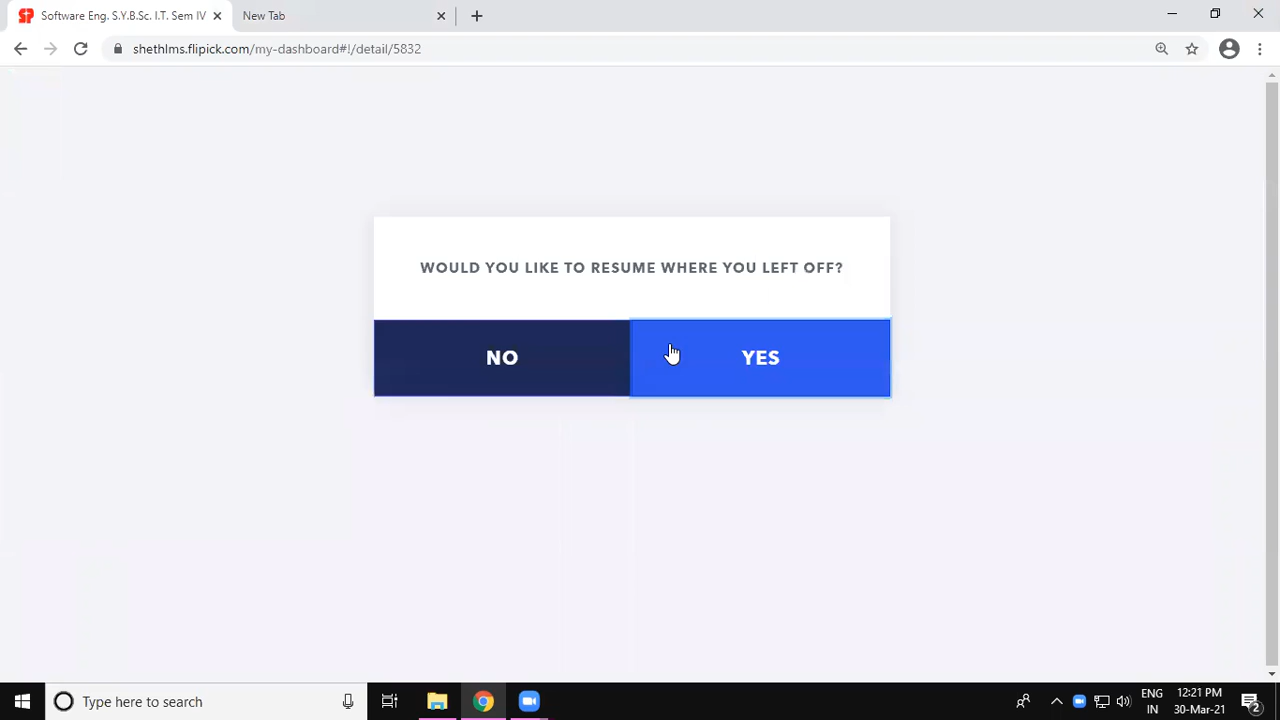 Software Eng. S.Y.B.Sc. I.T. Sem IV
New Tab
shethlms.flipick.com/my-dashboard#!/detail/5832
WOULD YOU LIKE TO RESUME WHERE YOU LEFT OFF?
NO
YES
Type here to search
ENG
IN
12:21 PM
30-Mar-21
2